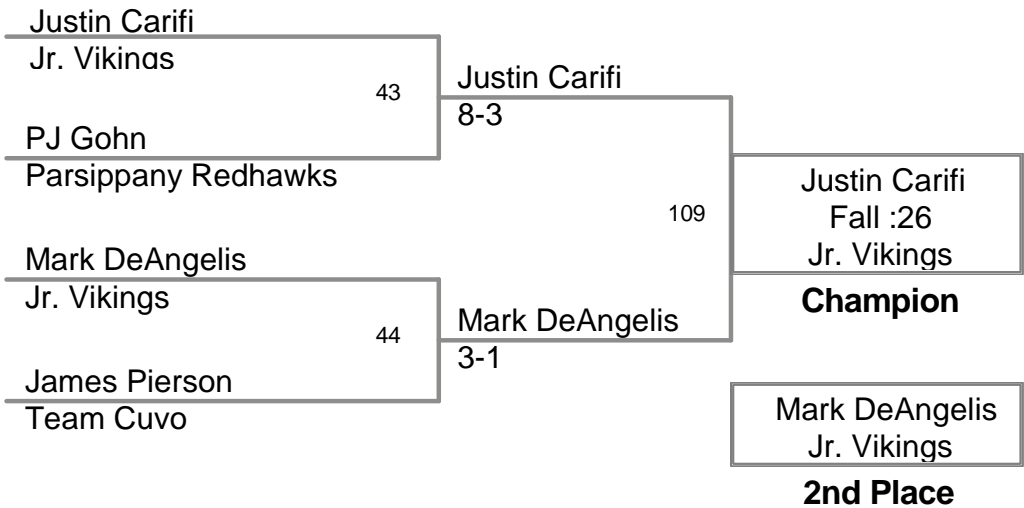 Justin Carifi
Jr. Vikings
43
PJ Gohn
Parsippany Redhawks
Mark DeAngelis
Jr. Vikings
44
James Pierson
Team Cuvo
Justin Carifi
8-3
109
Mark DeAngelis
3-1
Justin Carifi
Fall :26
Jr. Vikings
Champion
Mark DeAngelis
Jr. Vikings
2nd Place